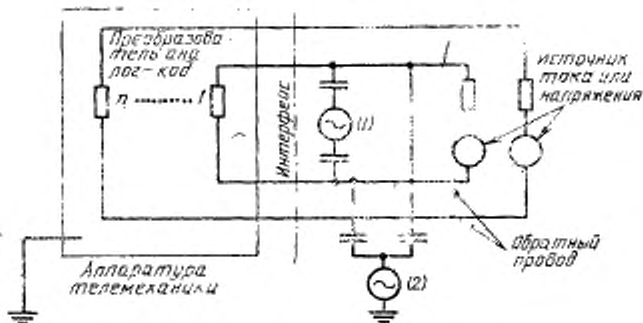 Преобразова
тель ана
лог-код
n ........ 1
Интерфейс
(1)
источник
тока или
напряжения
Обратный
провод
Аппаратура
телемеханики
(2)